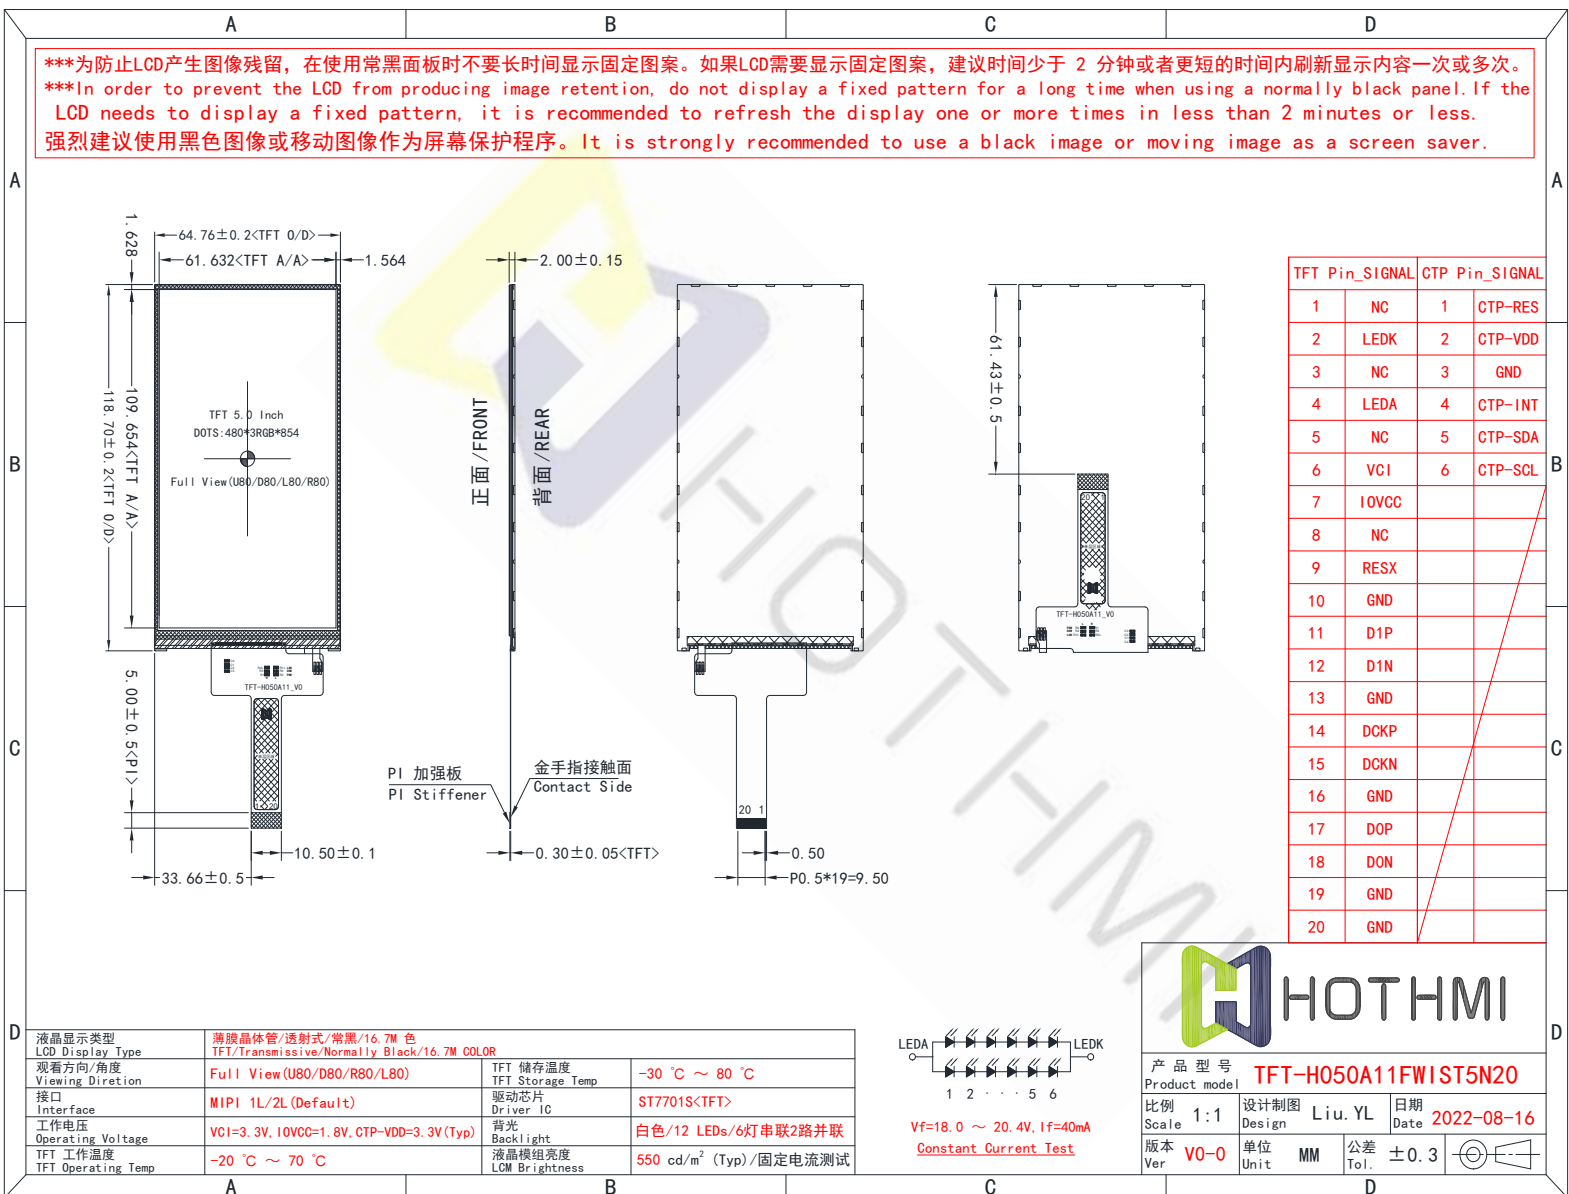 A B C D
***为防止LCD产生图像残留，在使用常黑面板时不要长时间显示固定图案。如果LCD需要显示固定图案，建议时间少于 2 分钟或者更短的时间内刷新显示内容一次或多次。
***In order to prevent the LCD from producing image retention, do not display a fixed pattern for a long time when using a normally black panel.If the
LCD needs to display a fixed pattern, it is recommended to refresh the display one or more times in less than 2 minutes or less.
强烈建议使用黑色图像或移动图像作为屏幕保护程序。It is strongly recommended to use a black image or moving image as a screen saver.
A A
B B
C C
D D
1.628
64.76±0.2<TFT O/D>
61.632<TFT A/A>
1.564
109.654<TFT A/A>
118.70±0.2<TFT O/D>
TFT 5.0 Inch
DOTS:480*3RGB*854
Full View(U80/D80/L80/R80)
TFT-H050A11_V0
1 20
5.00±0.5<PI>
10.50±0.1
33.66±0.5
2.00±0.15
正面/FRONT
背面/REAR
PI 加强板
PI Stiffener
金手指接触面
Contact Side
0.30±0.05<TFT>
20 1
0.50
P0.5*19=9.50
61.43±0.5
20
TFT-H050A11_V0
HOTHMI
TFT Pin_SIGNAL CTP Pin_SIGNAL
1 NC 1 CTP-RES
2 LEDK 2 CTP-VDD
3 NC 3 GND
4 LEDA 4 CTP-INT
5 NC 5 CTP-SDA
6 VCI 6 CTP-SCL
7 IOVCC
8 NC
9 RESX
10 GND
11 D1P
12 D1N
13 GND
14 DCKP
15 DCKN
16 GND
17 D0P
18 D0N
19 GND
20 GND
液晶显示类型
LCD Display Type
薄膜晶体管/透射式/常黑/16.7M 色
TFT/Transmissive/Normally Black/16.7M COLOR
观看方向/角度
Viewing Diretion
Full View(U80/D80/R80/L80)
TFT 储存温度
TFT Storage Temp
-30 ℃ ～ 80 ℃
接口
Interface
MIPI 1L/2L(Default)
驱动芯片
Driver IC
ST7701S<TFT>
工作电压
Operating Voltage
VCI=3.3V,IOVCC=1.8V,CTP-VDD=3.3V(Typ)
背光
Backlight
白色/12 LEDs/6灯串联2路并联
TFT 工作温度
TFT Operating Temp
-20 ℃ ～ 70 ℃
液晶模组亮度
LCM Brightness
550 cd/m² (Typ)/固定电流测试
LEDA LEDK
1 2 · · · 5 6
Vf=18.0 ～ 20.4V,If=40mA
Constant Current Test
HOTHMI
产 品 型 号
Product model
TFT-H050A11FWIST5N20
比例
Scale
1:1
设计制图
Design
Liu.YL
日期
Date
2022-08-16
版本
Ver
V0-0
单位
Unit
MM
公差
Tol.
±0.3
A B C D